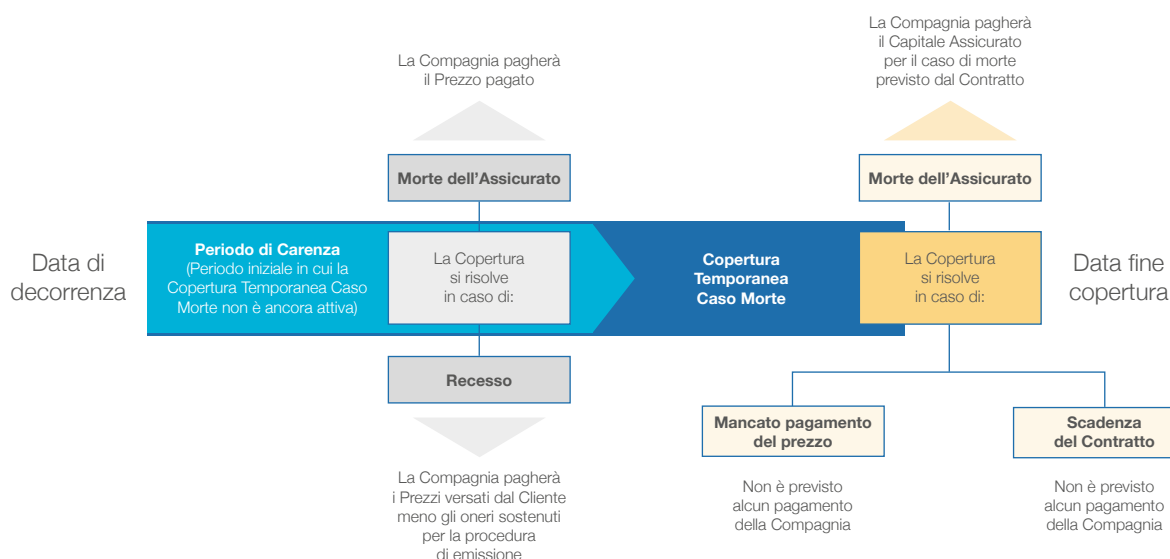 La Compagnia pagherà
il Prezzo pagato
La Compagnia pagherà
il Capitale Assicurato
per il caso di morte
previsto dal Contratto
Morte dell'Assicurato
Morte dell'Assicurato
Data di
decorrenza
Periodo di Carenza
(Periodo iniziale in cui la
Copertura Temporanea Caso
Morte non è ancora attiva)
La Copertura
si risolve
in caso di:
Copertura
Temporanea
Caso Morte
La Copertura
si risolve
in caso di:
Data fine
copertura
Recesso
Mancato pagamento
del prezzo
Scadenza
del Contratto
La Compagnia pagherà
i Prezzi versati dal Cliente
meno gli oneri sostenuti
per la procedura
di emissione
Non è previsto
alcun pagamento
della Compagnia
Non è previsto
alcun pagamento
della Compagnia